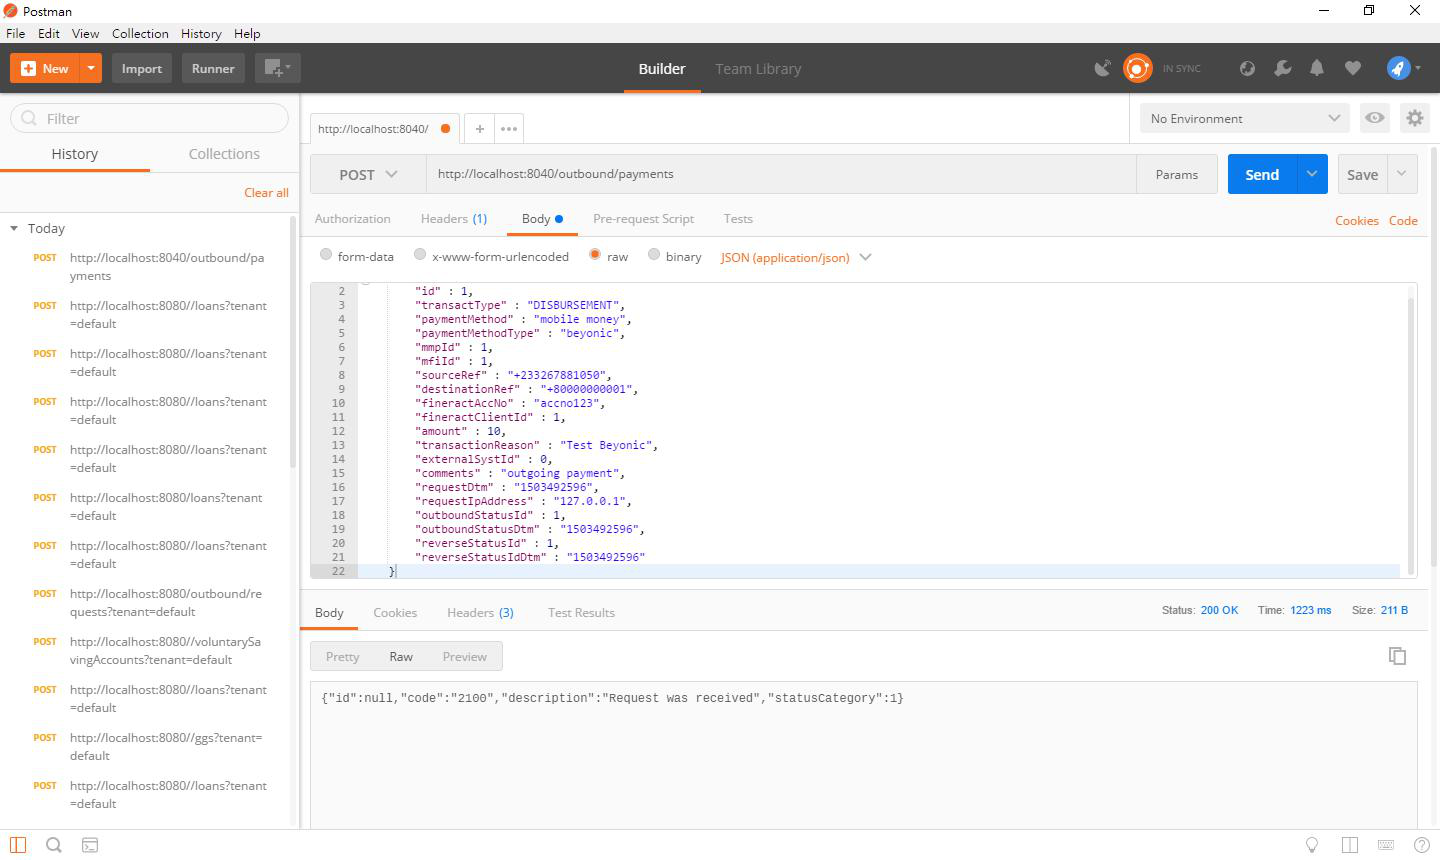 Postman
File Edit View Collection History Help
New Import Runner Builder Team Library IN SYNC
Filter
History Collections
Clear all
Today
POST http://localhost:8040/outbound/pa
yments
POST http://localhost:8080//loans?tenant
=default
POST http://localhost:8080//loans?tenant
=default
POST http://localhost:8080//loans?tenant
=default
POST http://localhost:8080//loans?tenant
=default
POST http://localhost:8080/loans?tenant
=default
POST http://localhost:8080//loans?tenant
=default
POST http://localhost:8080/outbound/re
quests?tenant=default
POST http://localhost:8080//voluntarySa
vingAccounts?tenant=default
POST http://localhost:8080//loans?tenant
=default
POST http://localhost:8080//ggs?tenant=
default
POST http://localhost:8080//loans?tenant
=default
http://localhost:8040/ + ••• No Environment
POST http://localhost:8040/outbound/payments Params Send Save
Authorization Headers (1) Body Pre-request Script Tests Cookies Code
form-data x-www-form-urlencoded raw binary JSON (application/json)
2 "id" : 1,
3 "transactType" : "DISBURSEMENT",
4 "paymentMethod" : "mobile money",
5 "paymentMethodType" : "beyonic",
6 "mmpId" : 1,
7 "mfiId" : 1,
8 "sourceRef" : "+233267881050",
9 "destinationRef" : "+80000000001",
10 "fineractAccNo" : "accno123",
11 "fineractClientId" : 1,
12 "amount" : 10,
13 "transactionReason" : "Test Beyonic",
14 "externalSystId" : 0,
15 "comments" : "outgoing payment",
16 "requestDtm" : "1503492596",
17 "requestIpAddress" : "127.0.0.1",
18 "outboundStatusId" : 1,
19 "outboundStatusDtm" : "1503492596",
20 "reverseStatusId" : 1,
21 "reverseStatusIdDtm" : "1503492596"
22 }
Body Cookies Headers (3) Test Results Status: 200 OK Time: 1223 ms Size: 211 B
Pretty Raw Preview
{"id":null,"code":"2100","description":"Request was received","statusCategory":1}